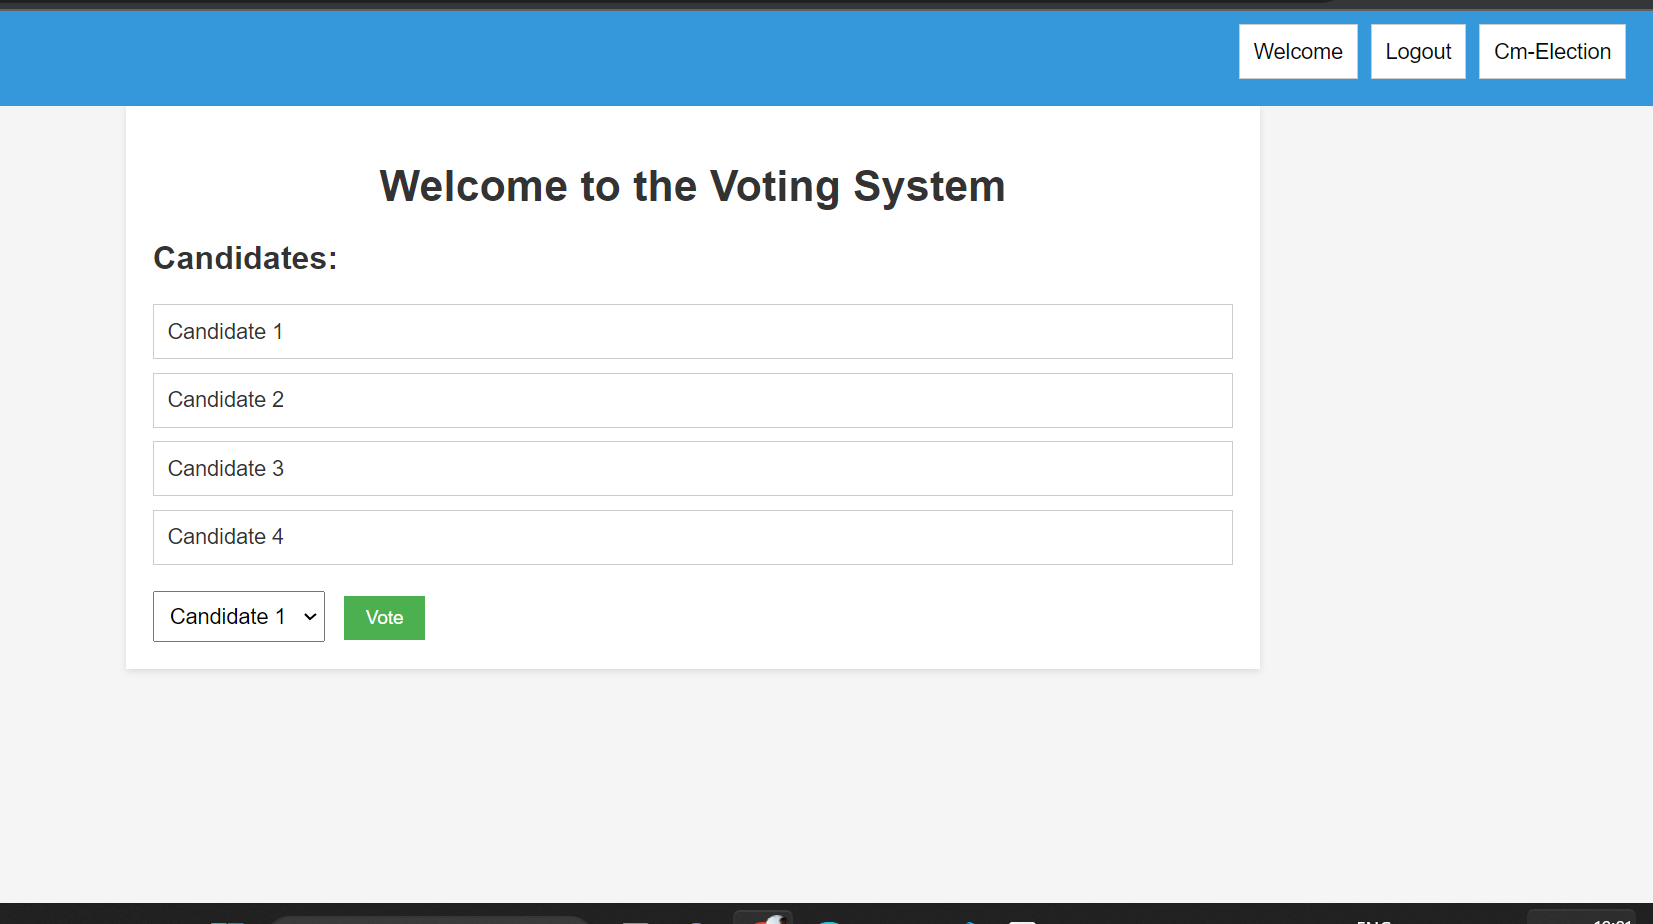 Welcome Logout Cm-Election
Welcome to the Voting System
Candidates:
Candidate 1
Candidate 2
Candidate 3
Candidate 4
Candidate 1 Vote